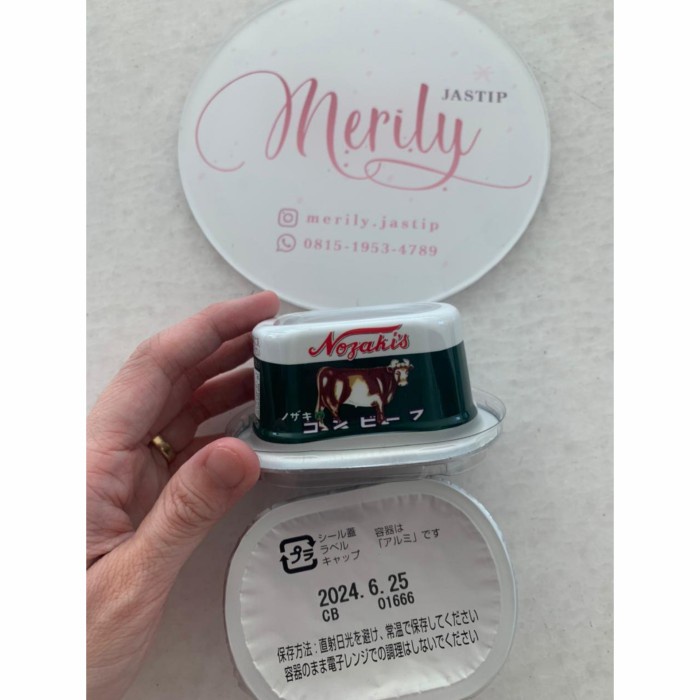 Merily
JASTIP
merily.jastip
0815-1953-4789
Nozaki's
ノザキ
コンビーフ
シール蓋
ラベル
キャップ
容器は
「アルミ」です
プラ
2024. 6. 25
CB 01666
保存方法:直射日光を避け、常温で保存してください
容器のまま電子レンジでの調理はしないでください